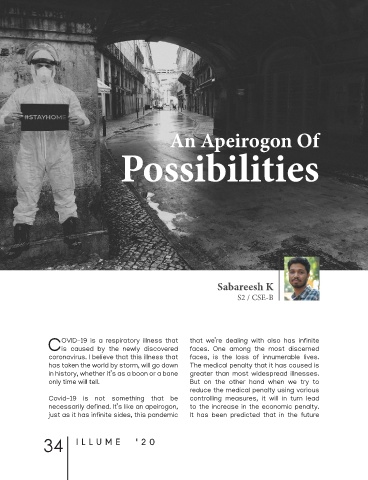 #STAYHOME
An Apeirogon Of
Possibilities
Sabareesh K
S2 / CSE-B
COVID-19 is a respiratory illness that
is caused by the newly discovered
coronavirus. I believe that this illness that
has taken the world by storm, will go down
in history, whether it's as a boon or a bane
only time will tell.
Covid-19 is not something that be
necessarily defined. It's like an apeirogon,
just as it has infinite sides, this pandemic
that we're dealing with also has infinite
faces. One among the most discerned
faces, is the loss of innumerable lives.
The medical penalty that it has caused is
greater than most widespread illnesses.
But on the other hand when we try to
reduce the medical penalty using various
controlling measures, it will in turn lead
to the increase in the economic penalty.
It has been predicted that in the future
34 ILLUME '20